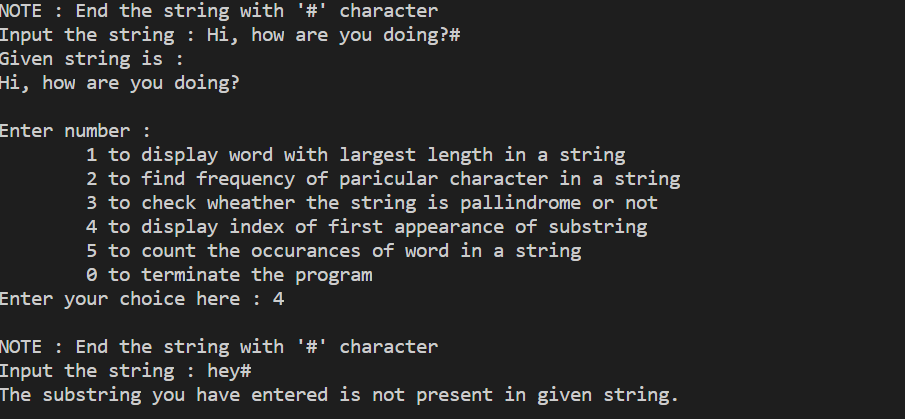 NOTE : End the string with '#' character
Input the string : Hi, how are you doing?#
Given string is :
Hi, how are you doing?
Enter number :
1 to display word with largest length in a string
2 to find frequency of paricular character in a string
3 to check wheather the string is pallindrome or not
4 to display index of first appearance of substring
5 to count the occurances of word in a string
0 to terminate the program
Enter your choice here : 4
NOTE : End the string with '#' character
Input the string : hey#
The substring you have entered is not present in given string.